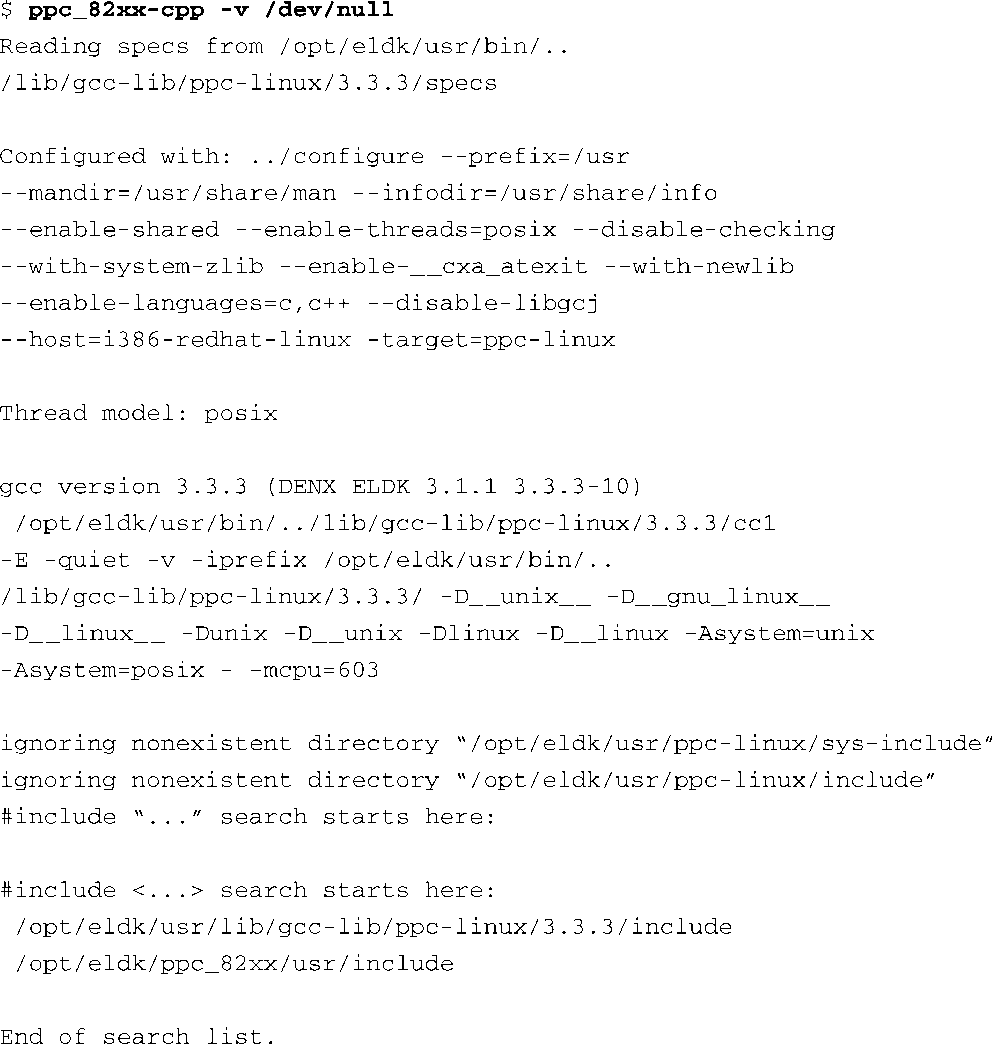 $ ppc_82xx-cpp -v /dev/null
Reading specs from /opt/eldk/usr/bin/..
/lib/gcc-lib/ppc-linux/3.3.3/specs
Configured with: ../configure --prefix=/usr
--mandir=/usr/share/man --infodir=/usr/share/info
--enable-shared --enable-threads=posix --disable-checking
--with-system-zlib --enable-__cxa_atexit --with-newlib
--enable-languages=c,c++ --disable-libgcj
--host=i386-redhat-linux -target=ppc-linux
Thread model: posix
gcc version 3.3.3 (DENX ELDK 3.1.1 3.3.3-10)
/opt/eldk/usr/bin/../lib/gcc-lib/ppc-linux/3.3.3/cc1
-E -quiet -v -iprefix /opt/eldk/usr/bin/..
/lib/gcc-lib/ppc-linux/3.3.3/ -D__unix__ -D__gnu_linux__
-D__linux__ -Dunix -D__unix -Dlinux -D__linux -Asystem=unix
-Asystem=posix - -mcpu=603
ignoring nonexistent directory “/opt/eldk/usr/ppc-linux/sys-include”
ignoring nonexistent directory “/opt/eldk/usr/ppc-linux/include”
#include “...” search starts here:
#include <...> search starts here:
/opt/eldk/usr/lib/gcc-lib/ppc-linux/3.3.3/include
/opt/eldk/ppc_82xx/usr/include
End of search list.